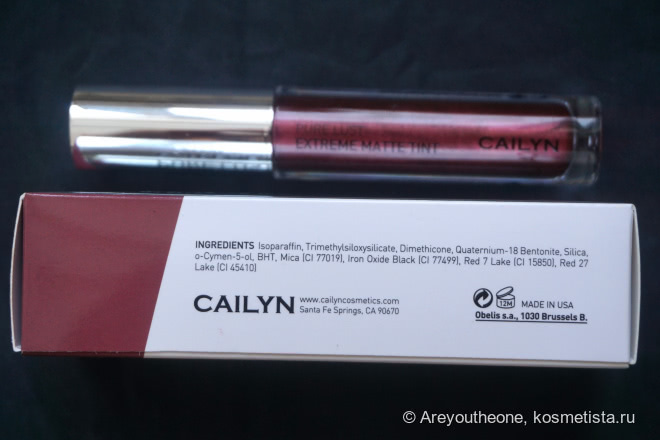 PURE LUST
EXTREME MATTE TINT
CAILYN
INGREDIENTS Isoparaffin, Trimethylsiloxysilicate, Dimethicone, Quaternium-18 Bentonite, Silica,
o-Cymen-5-ol, BHT, Mica (CI 77019), Iron Oxide Black (CI 77499), Red 7 Lake (CI 15850), Red 27
Lake (CI 45410)
CAILYN
www.cailyncosmetics.com
Santa Fe Springs, CA 90670
12M
MADE IN USA
Obelis s.a., 1030 Brussels B.
© Areyoutheone, kosmetista.ru